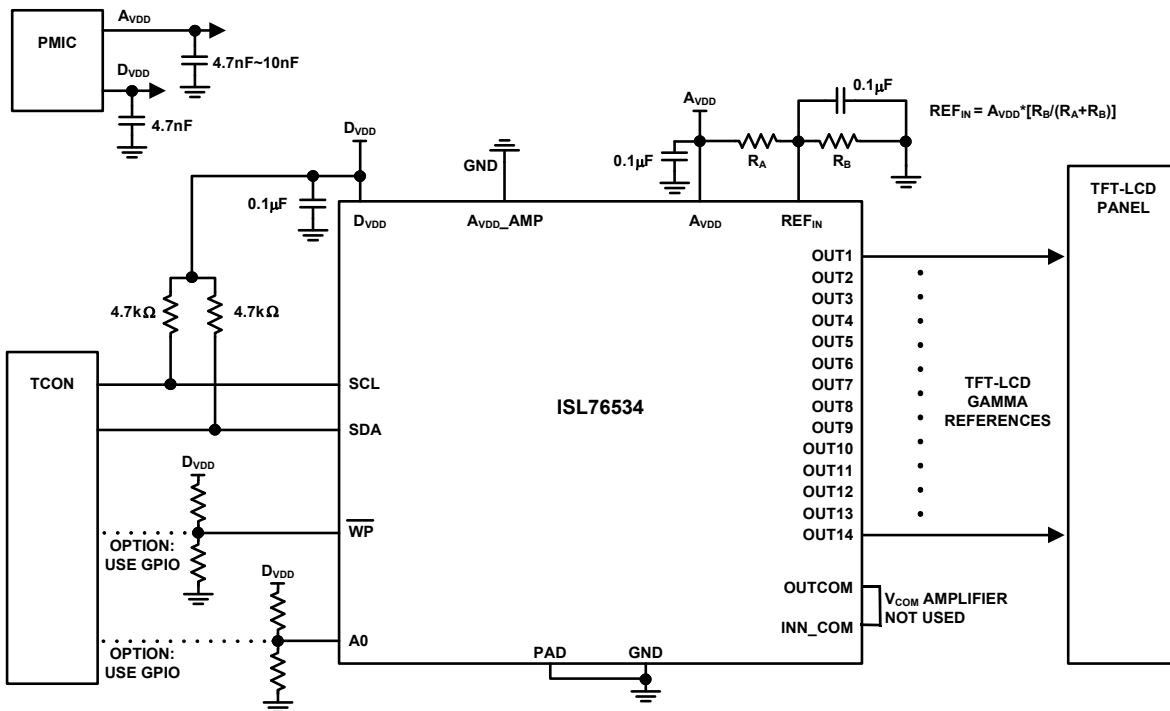 PMIC
AVDD
4.7nF~10nF
DVDD
4.7nF
DVDD
0.1µF
GND
AVDD
0.1µF
RA
RB
0.1µF
REFIN = AVDD*[RB/(RA+RB)]
DVDD
AVDD_AMP
AVDD
REFIN
4.7kΩ
4.7kΩ
TCON
SCL
SDA
DVDD
WP
OPTION:
USE GPIO
DVDD
A0
OPTION:
USE GPIO
ISL76534
PAD
GND
OUT1
OUT2
OUT3
OUT4
OUT5
OUT6
OUT7
OUT8
OUT9
OUT10
OUT11
OUT12
OUT13
OUT14
OUTCOM
INN_COM
VCOM AMPLIFIER
NOT USED
TFT-LCD
GAMMA
REFERENCES
TFT-LCD
PANEL